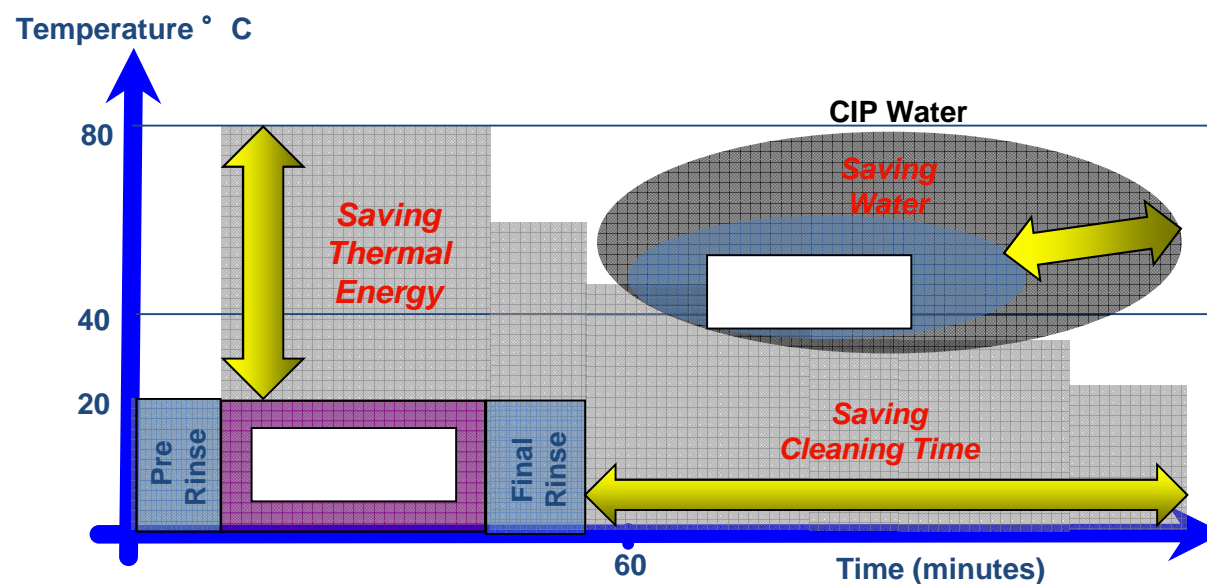 Temperature ° C
80
40
20
CIP Water
Saving
Water
Saving
Thermal
Energy
Pre
Rinse
Final
Rinse
Saving
Cleaning Time
60
Time (minutes)